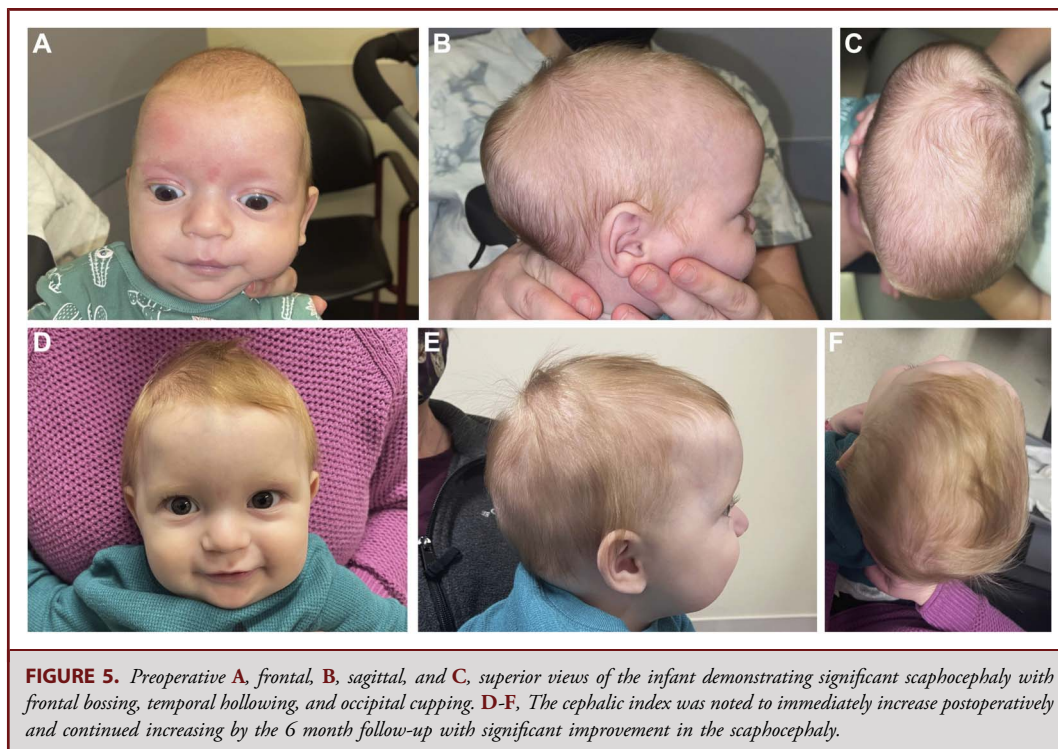 A
B
C
D
E
F
FIGURE 5. Preoperative A, frontal, B, sagittal, and C, superior views of the infant demonstrating significant scaphocephaly with
frontal bossing, temporal hollowing, and occipital cupping. D-F, The cephalic index was noted to immediately increase postoperatively
and continued increasing by the 6 month follow-up with significant improvement in the scaphocephaly.